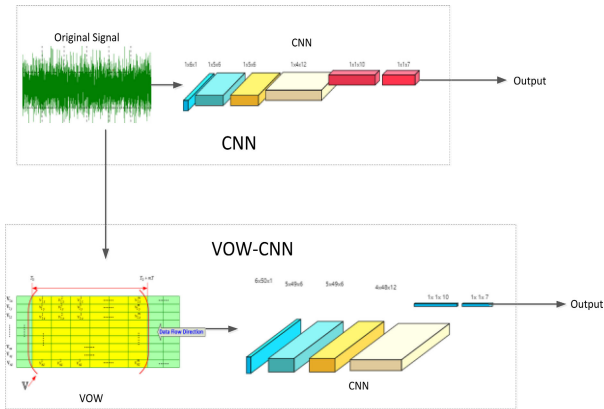 Original Signal
CNN
1x6x1 1x5x6 1x5x6 1x4x12 1x1x10 1x1x7
Output
CNN
VOW-CNN
6x50x1 5x49x6 5x49x6 4x48x12
1x 1x 10 1x 1x 7
Output
Data Flow Direction
V
VOW
CNN